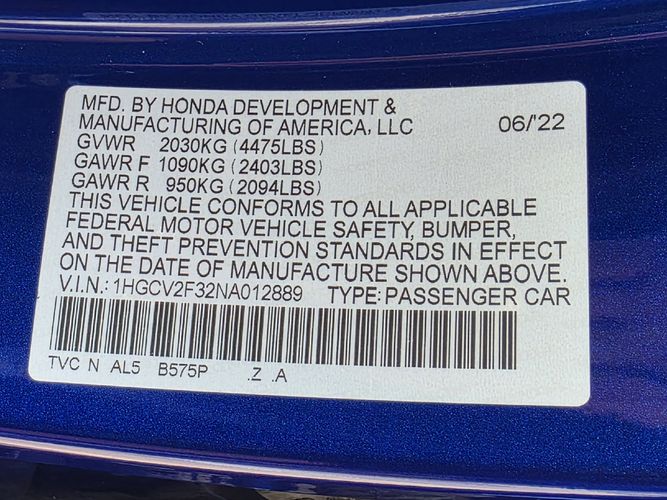 MFD. BY HONDA DEVELOPMENT &
MANUFACTURING OF AMERICA, LLC 06/'22
GVWR 2030KG (4475LBS)
GAWR F 1090KG (2403LBS)
GAWR R 950KG (2094LBS)
THIS VEHICLE CONFORMS TO ALL APPLICABLE
FEDERAL MOTOR VEHICLE SAFETY, BUMPER,
AND THEFT PREVENTION STANDARDS IN EFFECT
ON THE DATE OF MANUFACTURE SHOWN ABOVE.
V.I.N.: 1HGCV2F32NA012889 TYPE: PASSENGER CAR
TVC N AL5 B575P .Z .A